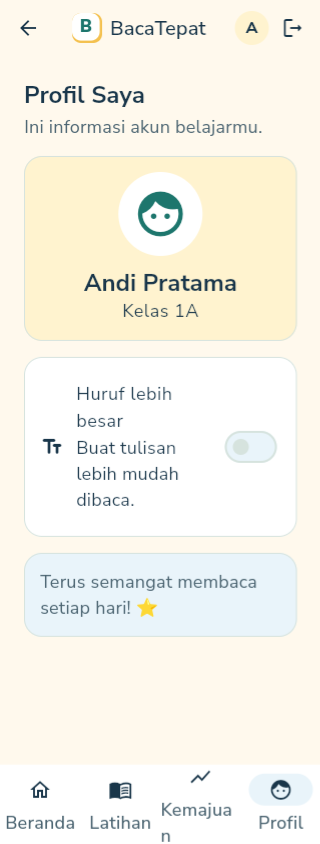 B BacaTepat A
Profil Saya
Ini informasi akun belajarmu.
Andi Pratama
Kelas 1A
Huruf lebih
besar
Tт Buat tulisan
lebih mudah
dibaca.
Terus semangat membaca
setiap hari! ⭐
Beranda Latihan Kemajua
n Profil